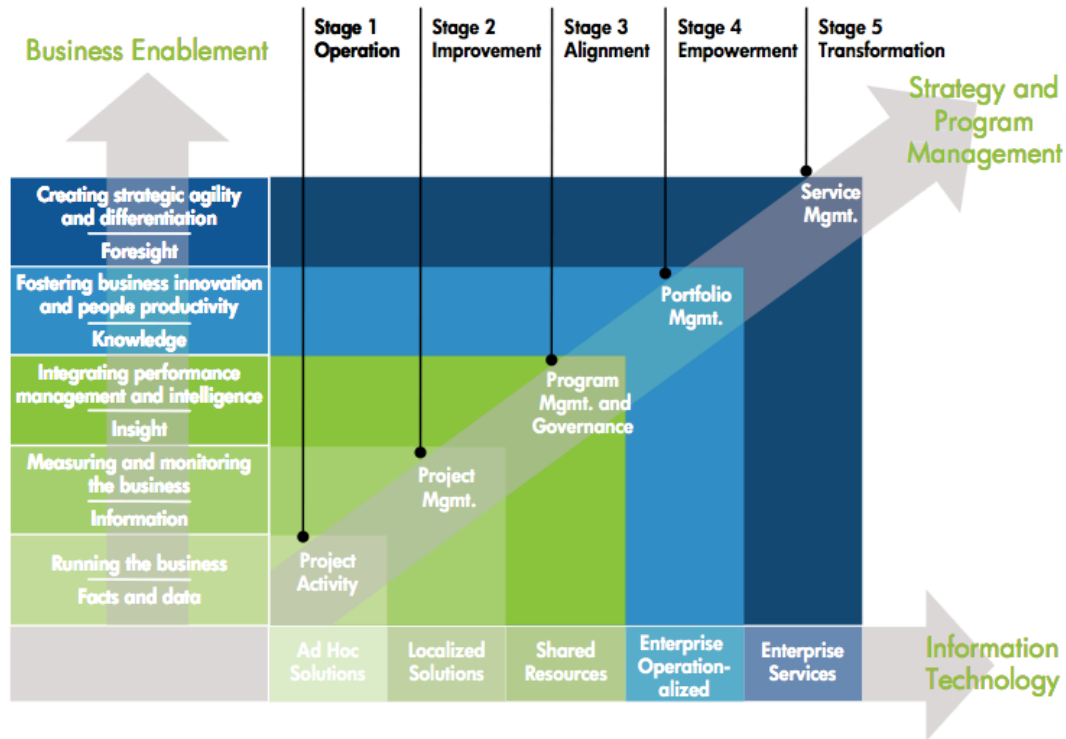 Business Enablement
Stage 1
Operation
Stage 2
Improvement
Stage 3
Alignment
Stage 4
Empowerment
Stage 5
Transformation
Strategy and
Program
Management
Creating strategic agility
and differentiation
Foresight
Fostering business innovation
and people productivity
Knowledge
Integrating performance
management and intelligence
Insight
Measuring and monitoring
the business
Information
Running the business
Facts and data
Service
Mgmt.
Portfolio
Mgmt.
Program
Mgmt. and
Governance
Project
Mgmt.
Project
Activity
Ad Hoc
Solutions
Localized
Solutions
Shared
Resources
Enterprise
Operation-
alized
Enterprise
Services
Information
Technology